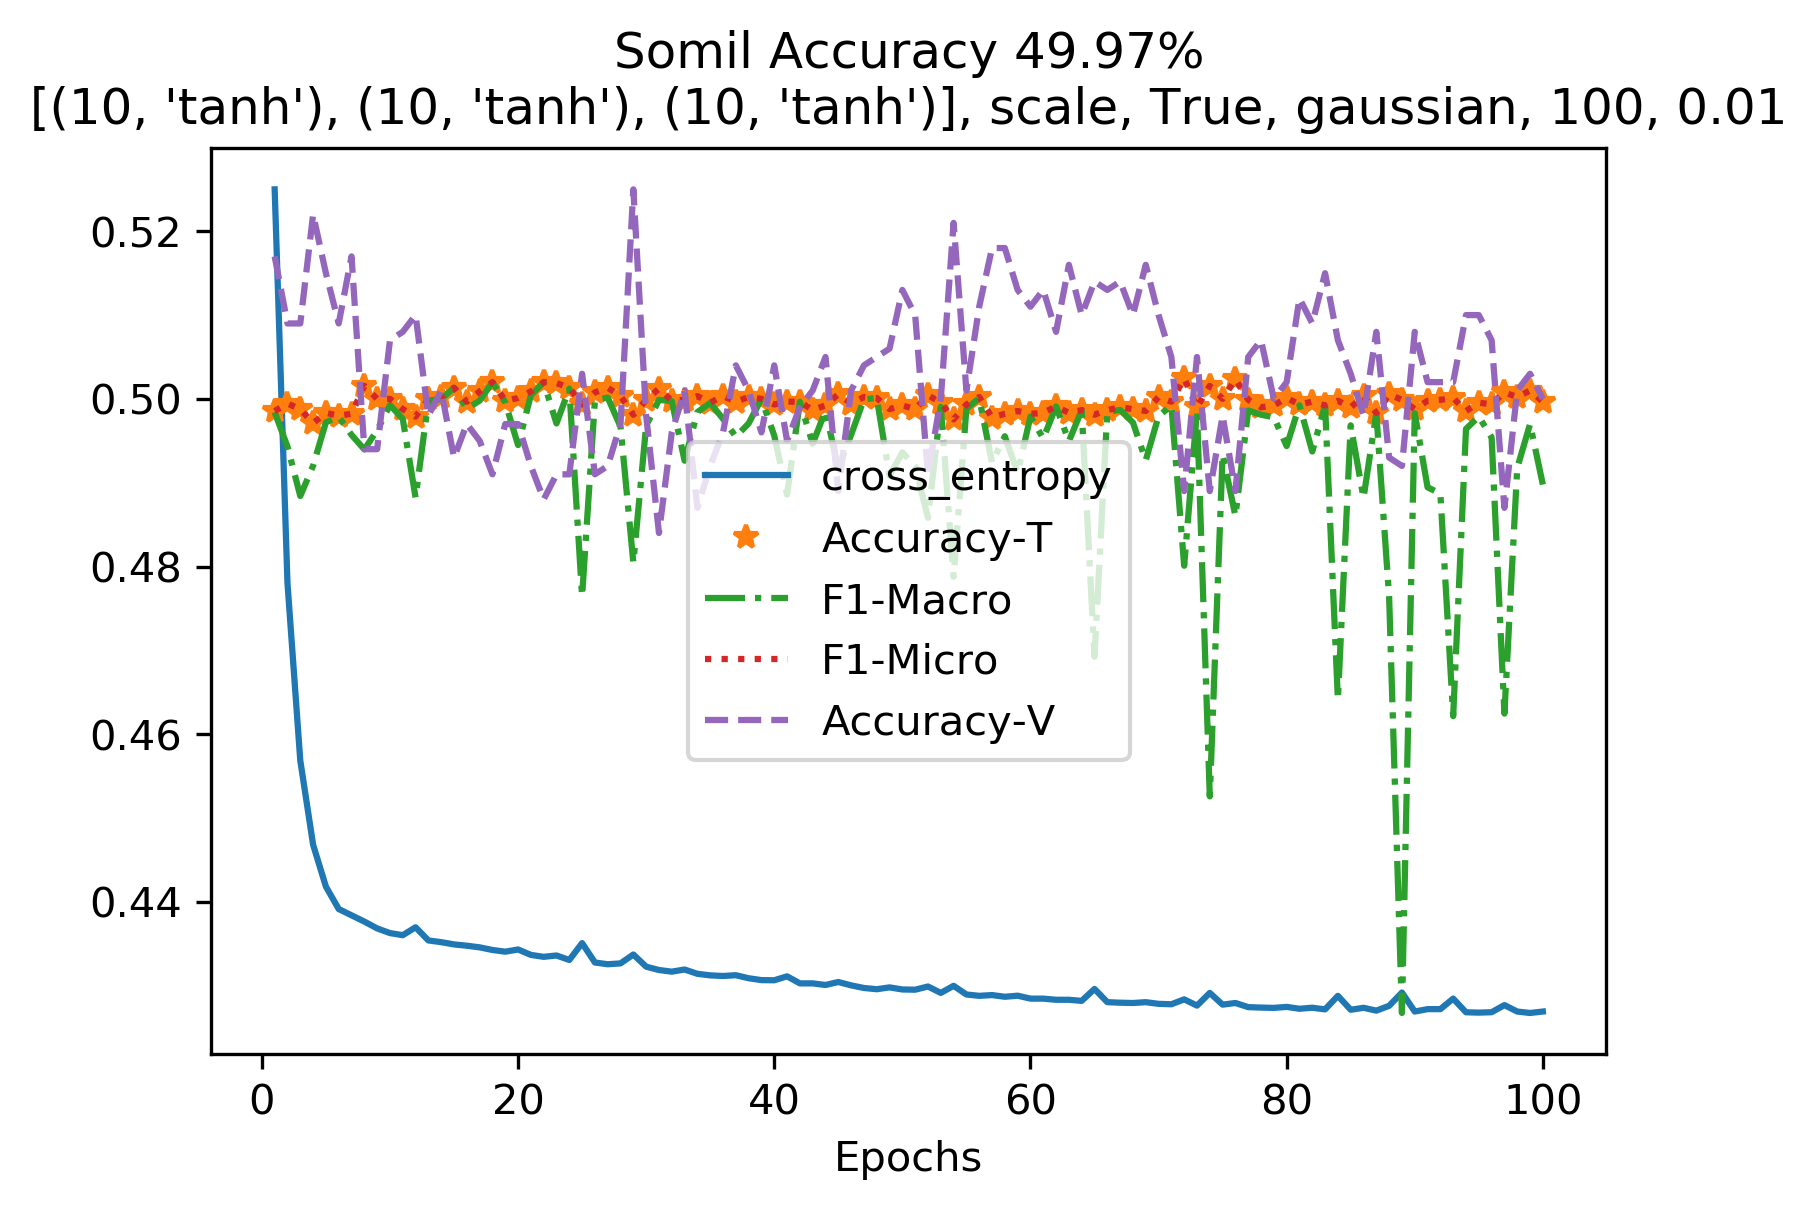 Somil Accuracy 49.97%
[(10, 'tanh'), (10, 'tanh'), (10, 'tanh')], scale, True, gaussian, 100, 0.01
0.52
0.50
0.48
0.46
0.44
cross_entropy
Accuracy-T
F1-Macro
F1-Micro
Accuracy-V
0 20 40 60 80 100
Epochs